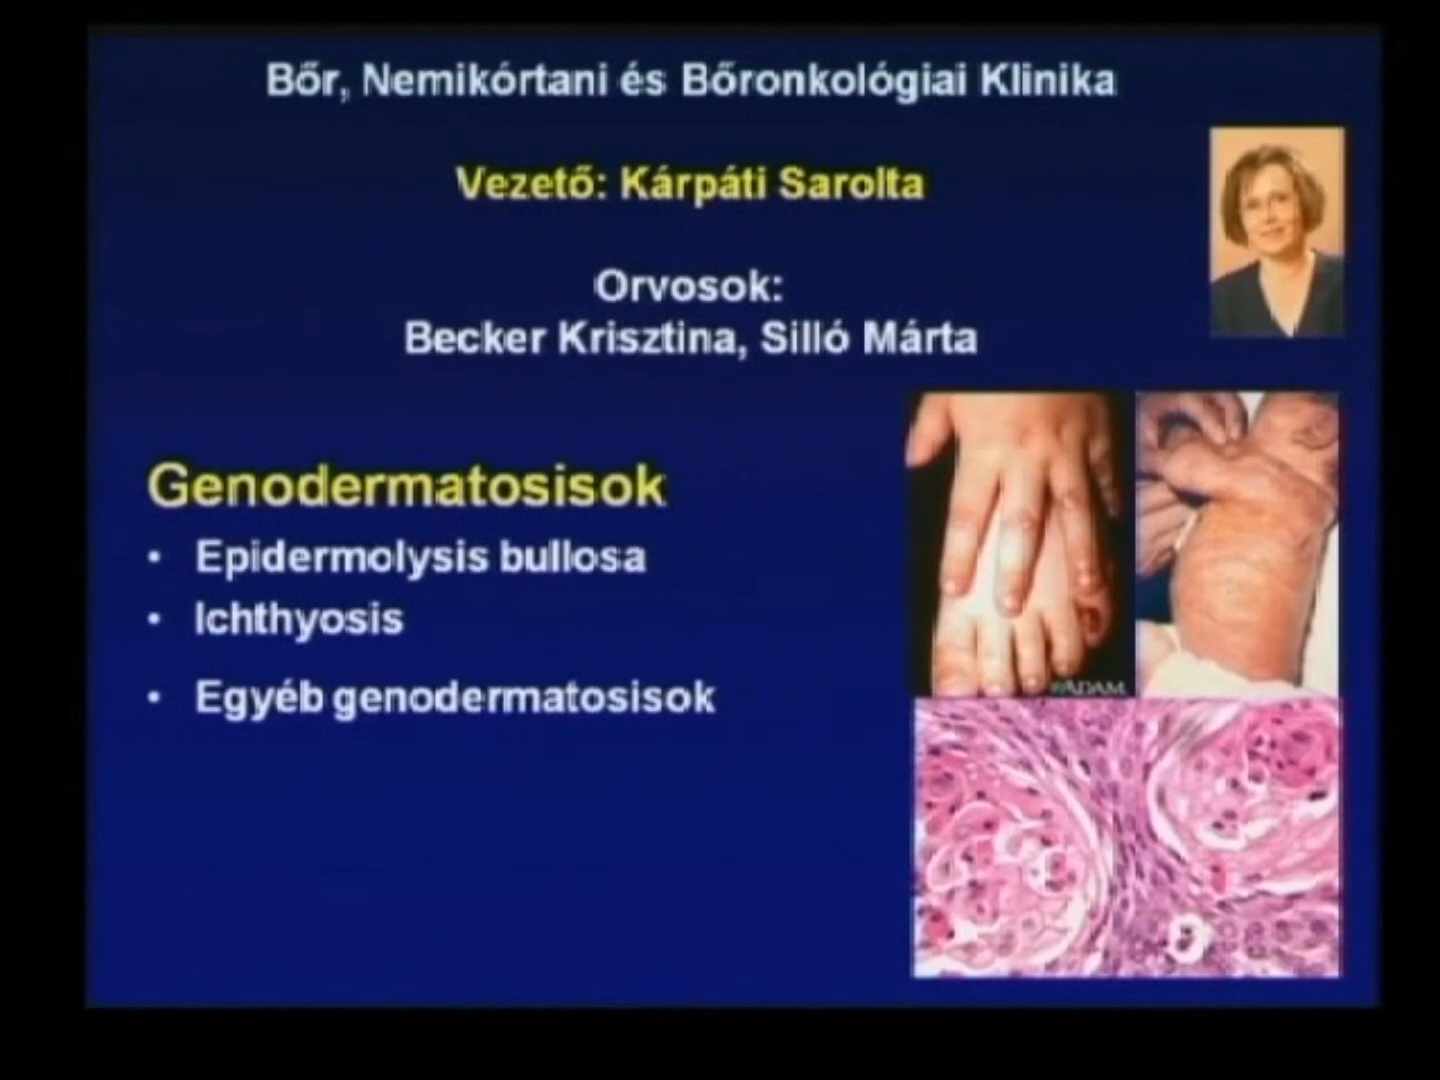 Bőr, Nemikórtani és Bőronkológiai Klinika
Vezető: Kárpáti Sarolta
Orvosok:
Becker Krisztina, Silló Márta
Genodermatosisok
• Epidermolysis bullosa
• Ichthyosis
• Egyéb genodermatosisok
ADAM